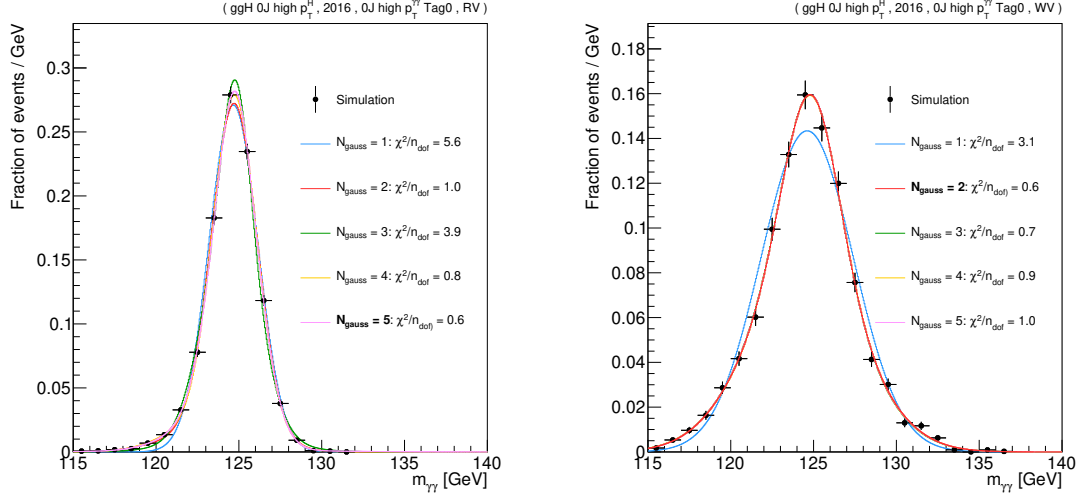 ( ggH 0J high p_T^H , 2016 , 0J high p_T^γγ Tag0 , RV )
Fraction of events / GeV
0.3
0.25
0.2
0.15
0.1
0.05
0
Simulation
N_gauss = 1: χ²/n_dof = 5.6
N_gauss = 2: χ²/n_dof = 1.0
N_gauss = 3: χ²/n_dof = 3.9
N_gauss = 4: χ²/n_dof = 0.8
N_gauss = 5: χ²/n_dof) = 0.6
115 120 125 130 135 140
m_γγ [GeV]
( ggH 0J high p_T^H , 2016 , 0J high p_T^γγ Tag0 , WV )
Fraction of events / GeV
0.18
0.16
0.14
0.12
0.1
0.08
0.06
0.04
0.02
0
Simulation
N_gauss = 1: χ²/n_dof = 3.1
N_gauss = 2: χ²/n_dof) = 0.6
N_gauss = 3: χ²/n_dof = 0.7
N_gauss = 4: χ²/n_dof = 0.9
N_gauss = 5: χ²/n_dof = 1.0
115 120 125 130 135 140
m_γγ [GeV]